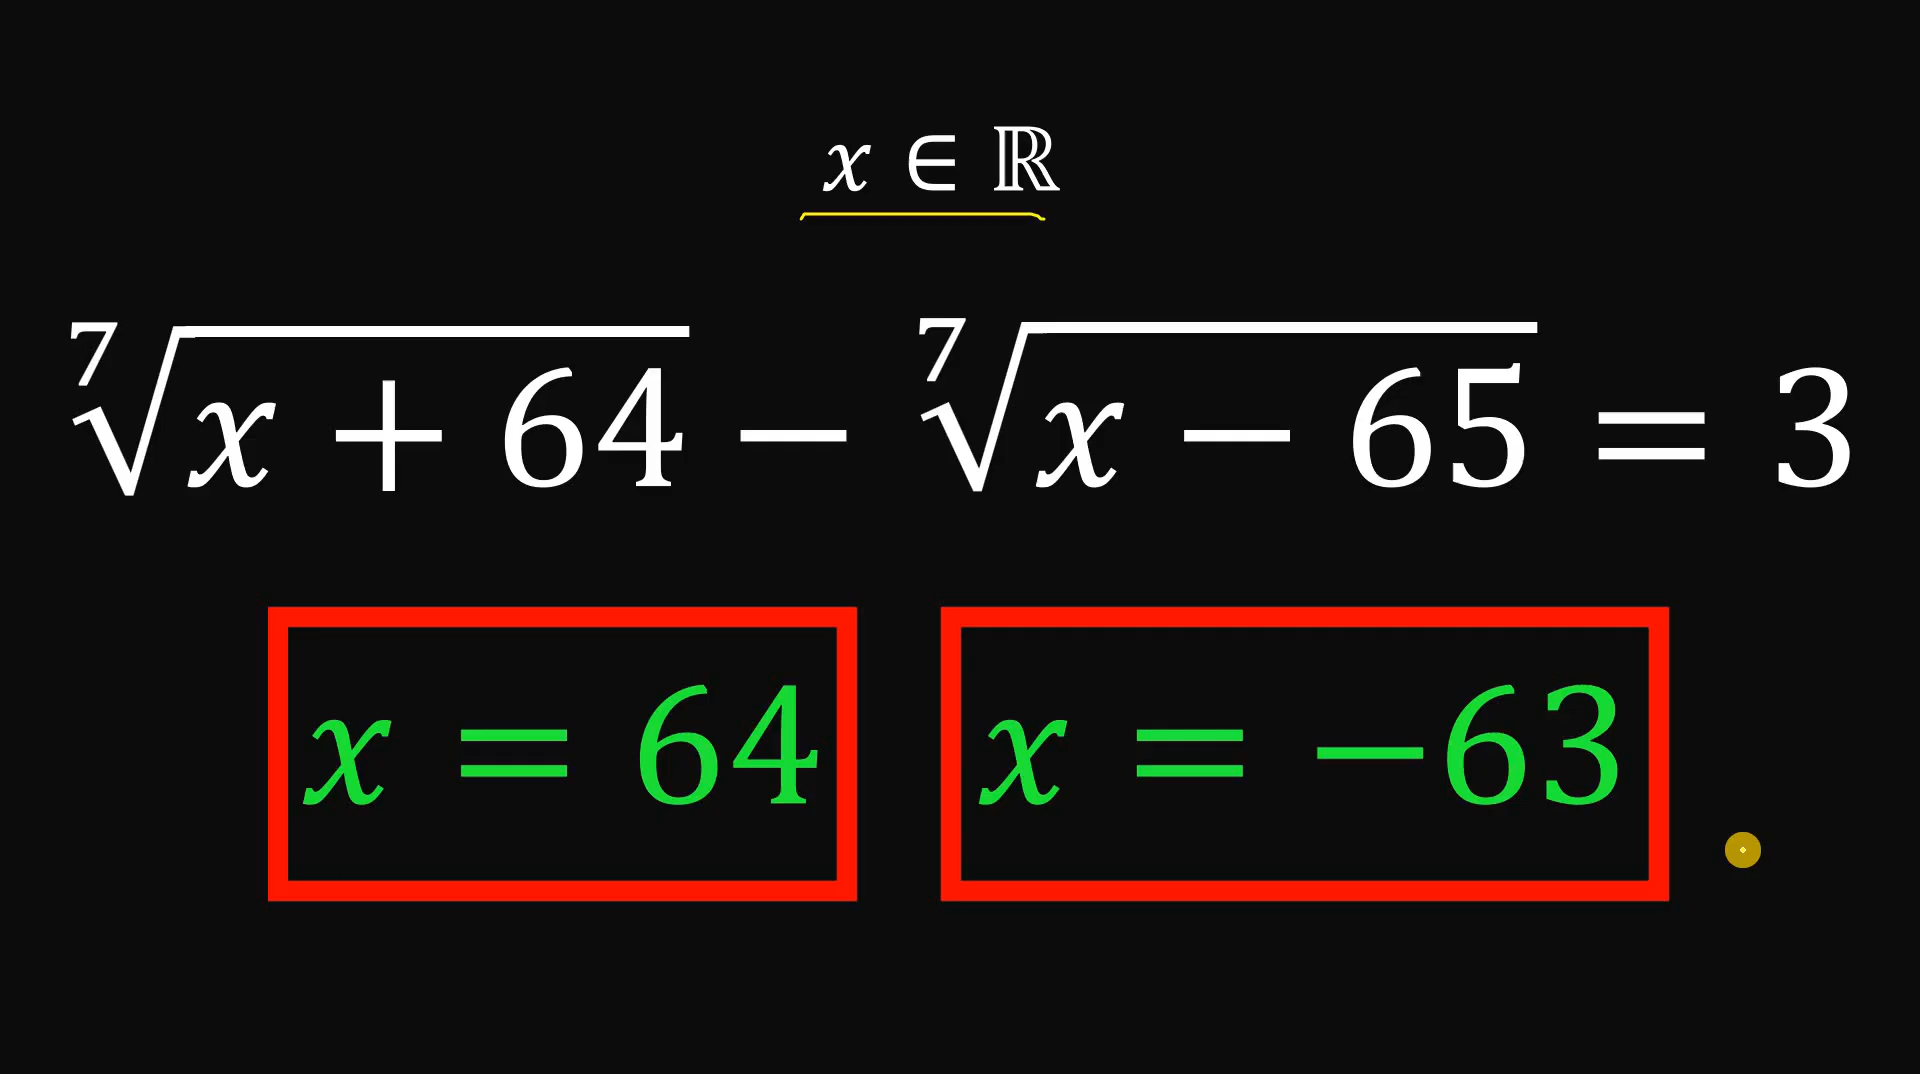 x ∈ ℝ
⁷√(x + 64) − ⁷√(x − 65) = 3
x = 64 x = −63